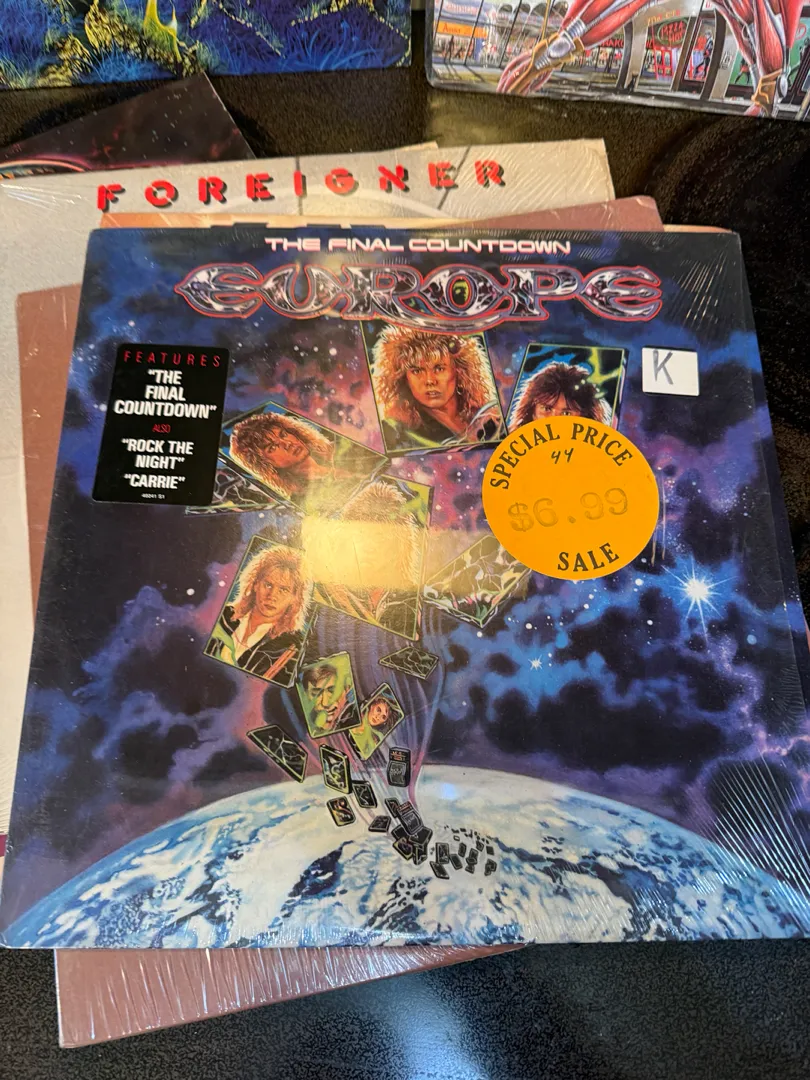 FOREIGNER
THE FINAL COUNTDOWN
EUROPE
FEATURES
"THE
FINAL
COUNTDOWN"
ALSO
"ROCK THE
NIGHT"
"CARRIE"
K
SPECIAL PRICE
44
$6.99
SALE